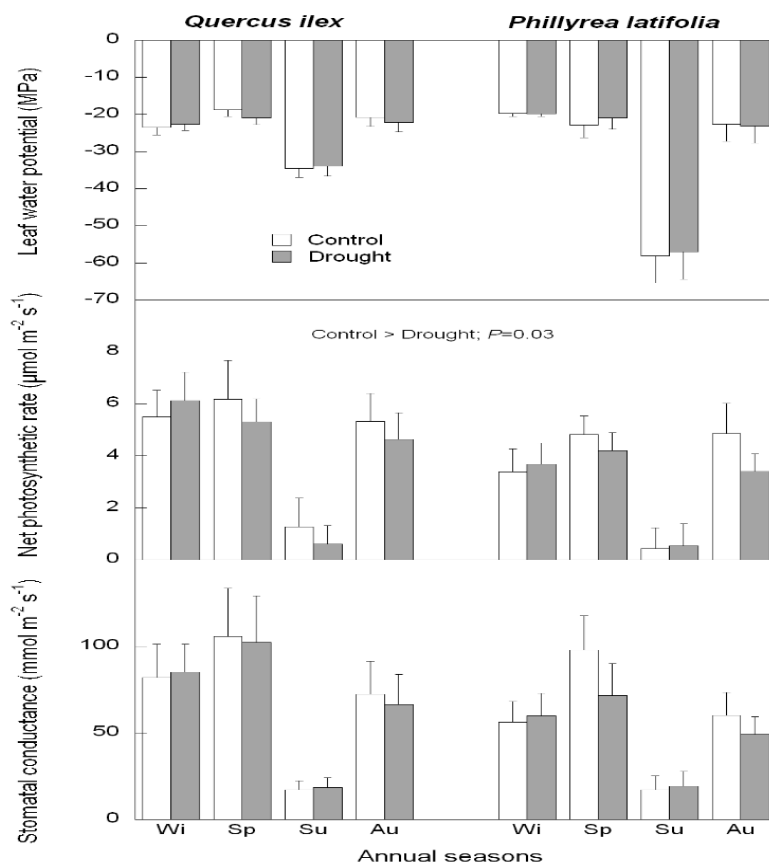 Quercus ilex
Phillyrea latifolia
Leaf water potential (MPa)
0
-10
-20
-30
-40
-50
-60
-70
Control
Drought
Net photosynthetic rate (µmol m⁻² s⁻¹)
Control > Drought; P=0.03
8
6
4
2
0
Stomatal conductance (mmol m⁻² s⁻¹)
100
50
0
Wi Sp Su Au Wi Sp Su Au
Annual seasons